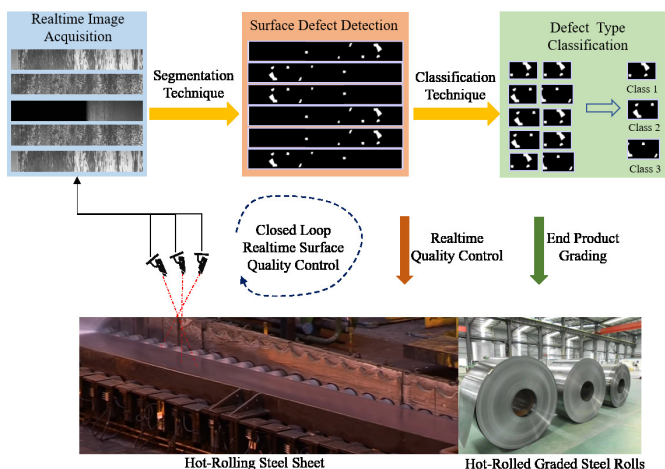 Realtime Image
Acquisition
Segmentation
Technique
Surface Defect Detection
Classification
Technique
Defect Type
Classification
Class 1
Class 2
Class 3
Closed Loop
Realtime Surface
Quality Control
Realtime
Quality Control
End Product
Grading
Hot-Rolling Steel Sheet
Hot-Rolled Graded Steel Rolls